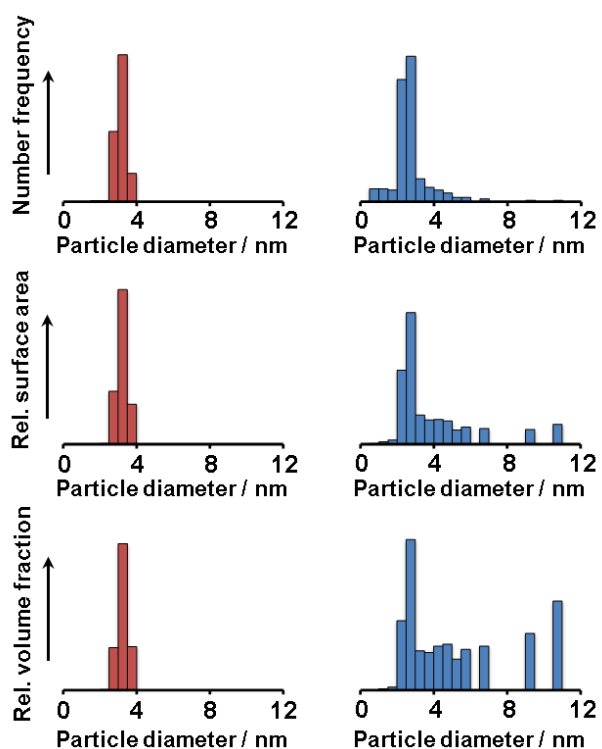 Number frequency
0 4 8 12
Particle diameter / nm
0 4 8 12
Particle diameter / nm
Rel. surface area
0 4 8 12
Particle diameter / nm
0 4 8 12
Particle diameter / nm
Rel. volume fraction
0 4 8 12
Particle diameter / nm
0 4 8 12
Particle diameter / nm